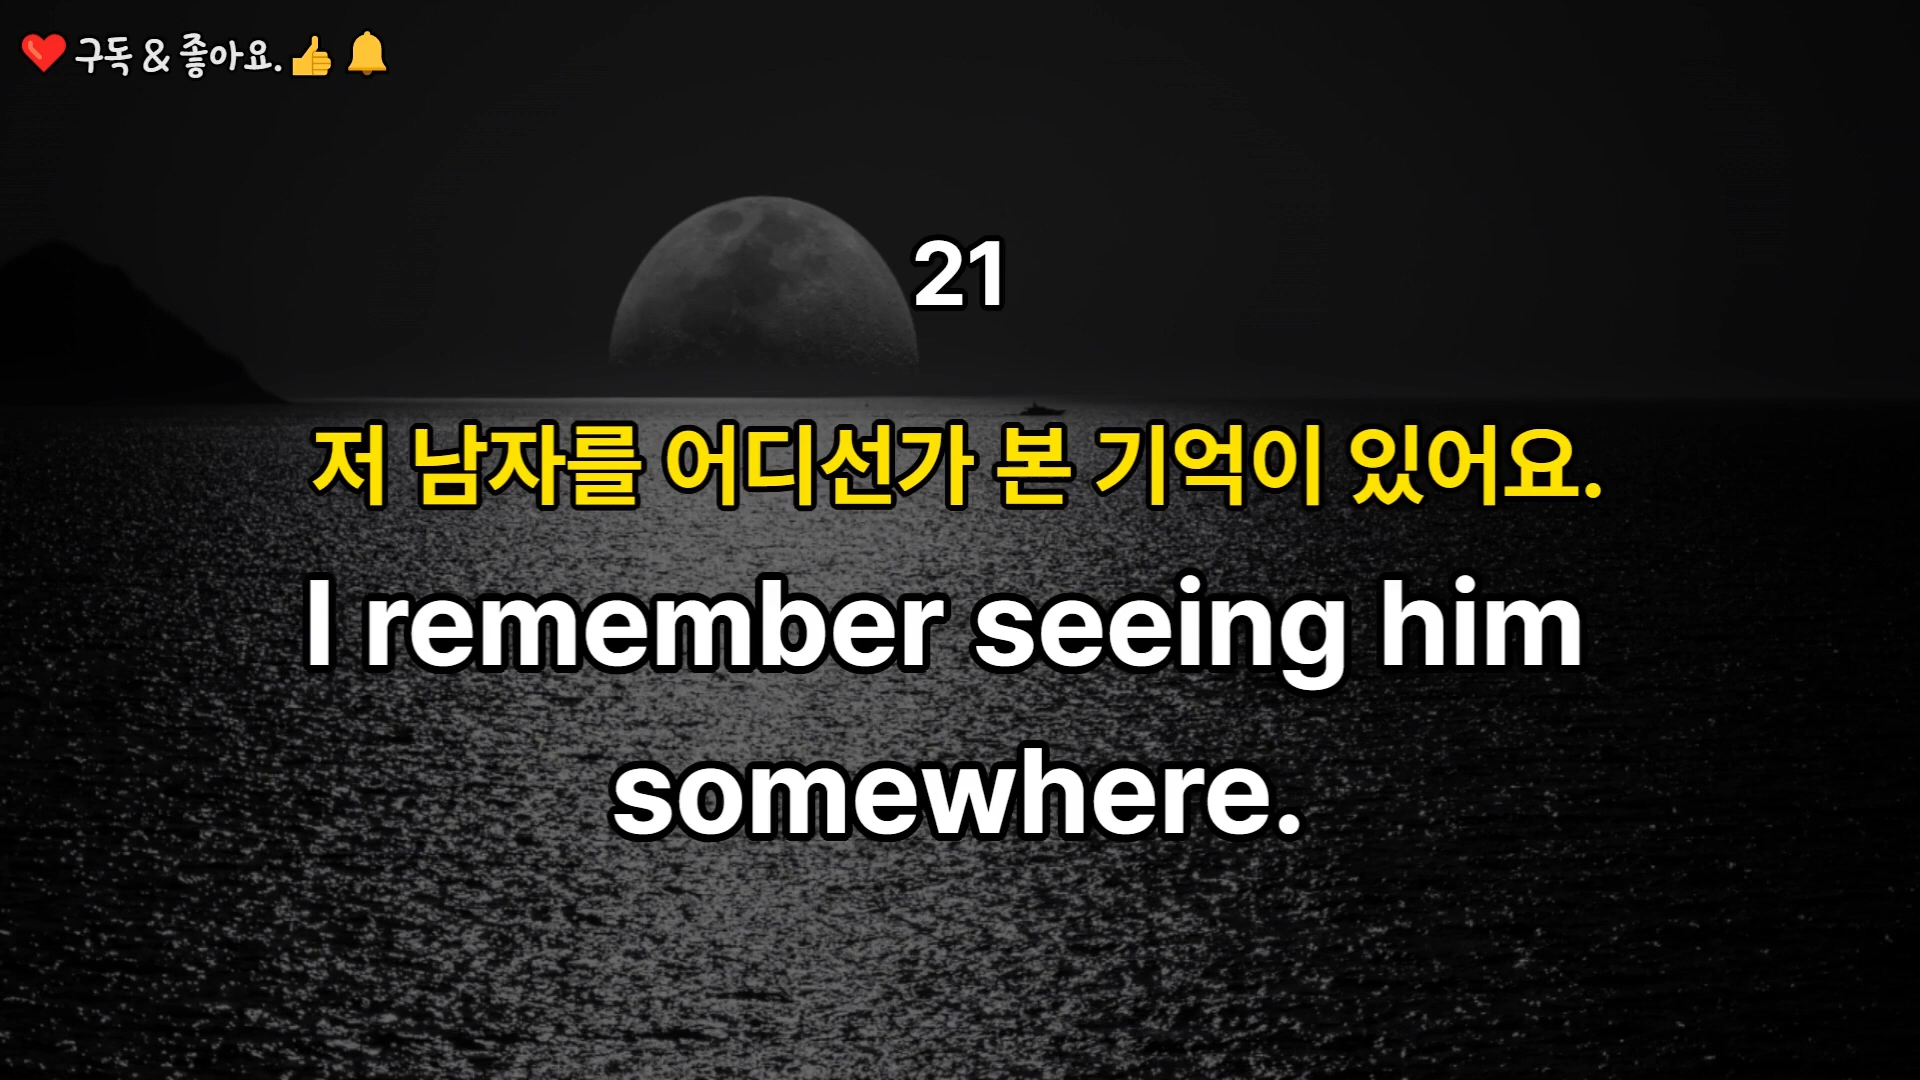 ❤️ 구독 & 좋아요. 👍 🔔
21
저 남자를 어디선가 본 기억이 있어요.
I remember seeing him
somewhere.